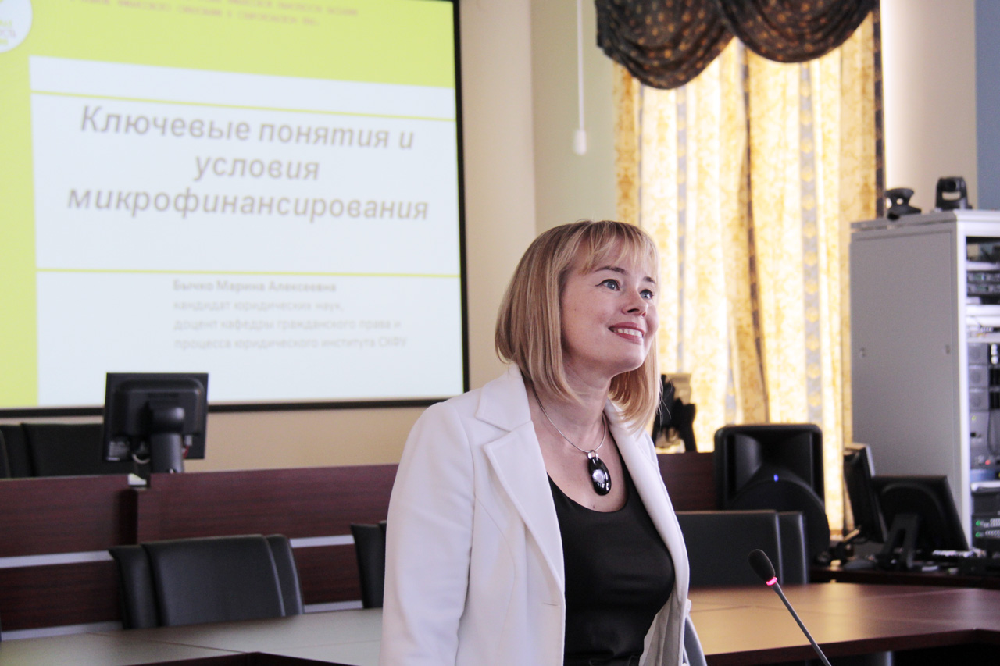 Ключевые понятия и
условия
микрофинансирования
Бычко Марина Алексеевна
кандидат юридических наук,
доцент кафедры гражданского права и
процесса юридического института СКФУ